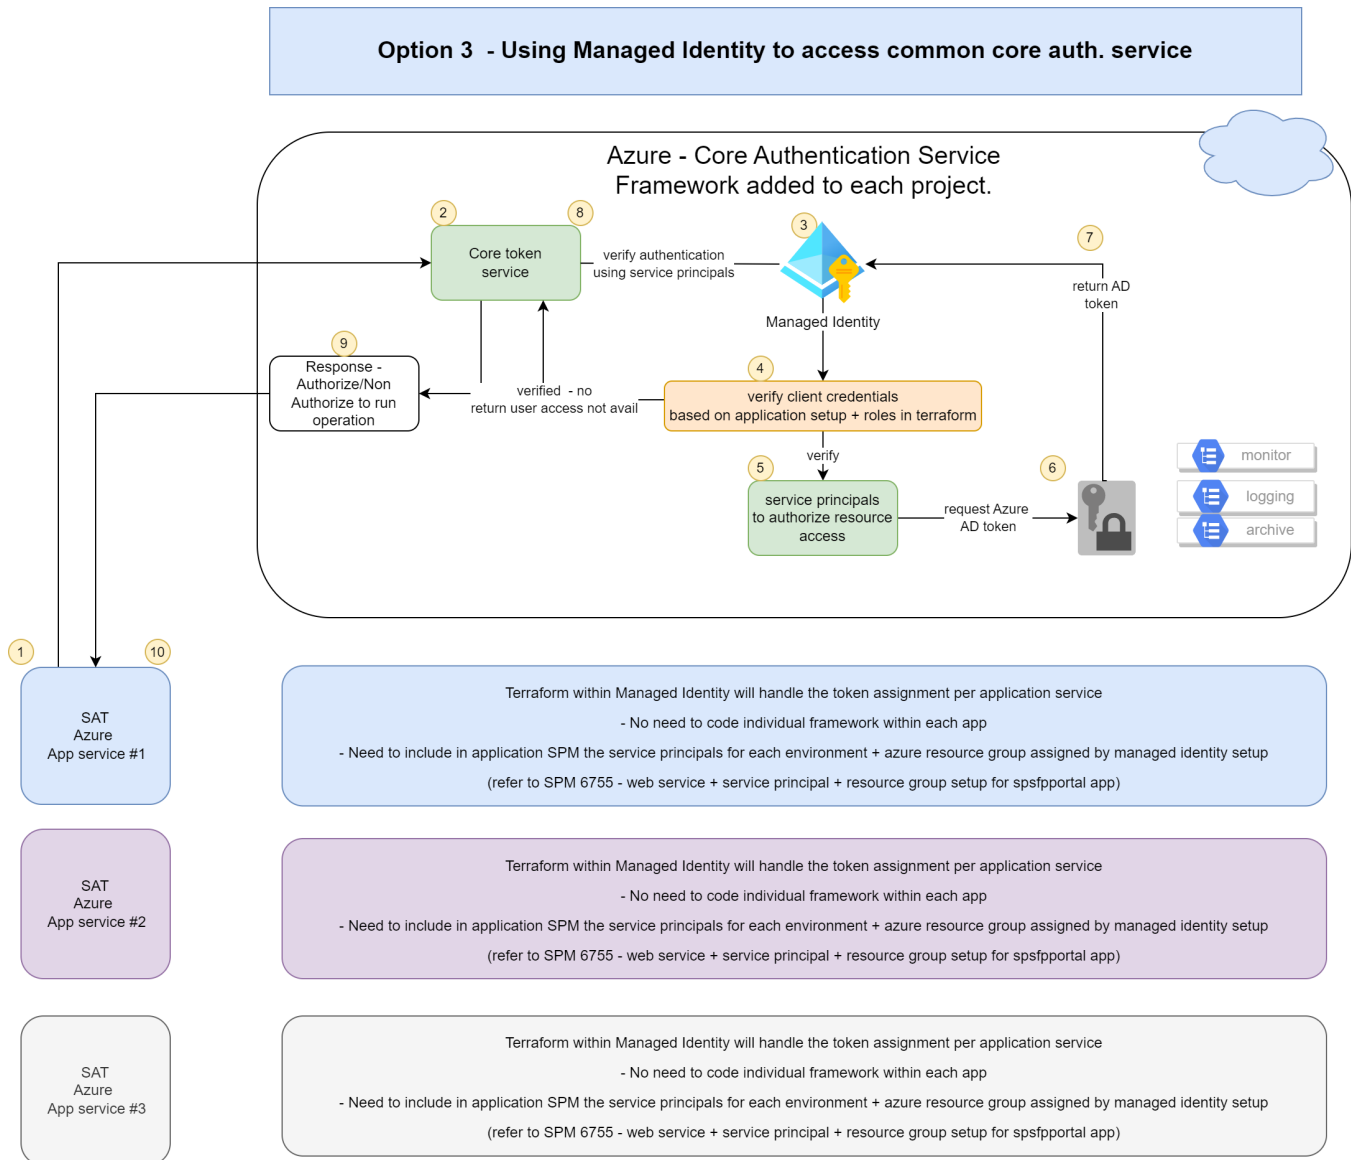 Option 3  - Using Managed Identity to access common core auth. service
Azure - Core Authentication Service
Framework added to each project.
2
8
3
7
Core token
service
verify authentication
using service principals
return AD
token
Managed Identity
9
Response -
Authorize/Non
Authorize to run
operation
verified  - no
return user access not avail
4
verify client credentials
based on application setup + roles in terraform
verify
5
service principals
to authorize resource
access
request Azure
AD token
6
monitor
logging
archive
1
10
SAT
Azure
App service #1
Terraform within Managed Identity will handle the token assignment per application service
- No need to code individual framework within each app
- Need to include in application SPM the service principals for each environment + azure resource group assigned by managed identity setup
(refer to SPM 6755 - web service + service principal + resource group setup for spsfpportal app)
SAT
Azure
App service #2
Terraform within Managed Identity will handle the token assignment per application service
- No need to code individual framework within each app
- Need to include in application SPM the service principals for each environment + azure resource group assigned by managed identity setup
(refer to SPM 6755 - web service + service principal + resource group setup for spsfpportal app)
SAT
Azure
App service #3
Terraform within Managed Identity will handle the token assignment per application service
- No need to code individual framework within each app
- Need to include in application SPM the service principals for each environment + azure resource group assigned by managed identity setup
(refer to SPM 6755 - web service + service principal + resource group setup for spsfpportal app)